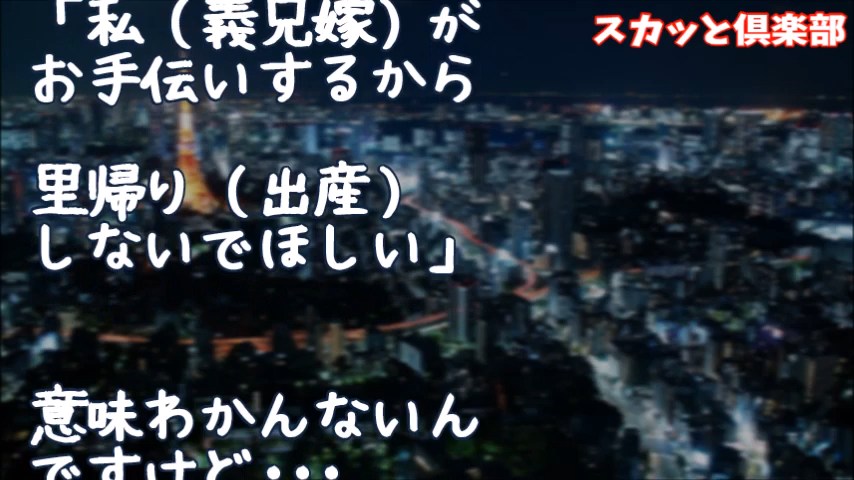 スカッと倶楽部
「私（義兄嫁）が
お手伝いするから
里帰り（出産）
しないでほしい」
意味わかんないん
ですけど・・・